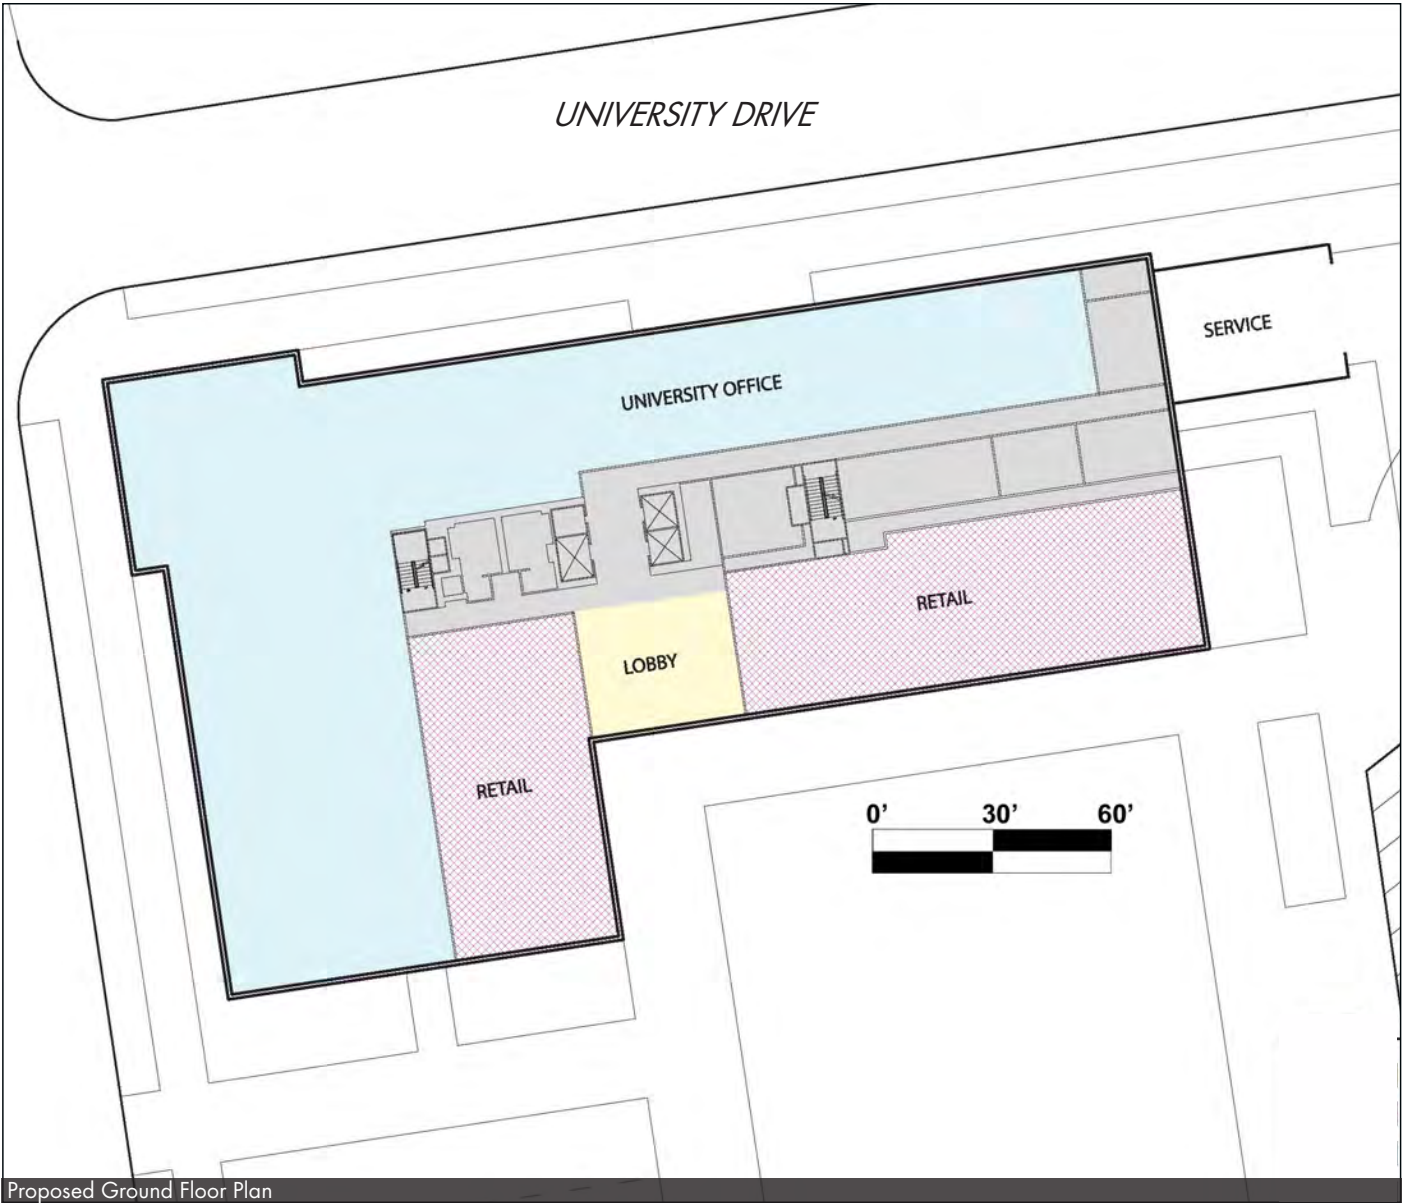 UNIVERSITY DRIVE
SERVICE
UNIVERSITY OFFICE
RETAIL
LOBBY
RETAIL
0’ 30’ 60’
Proposed Ground Floor Plan